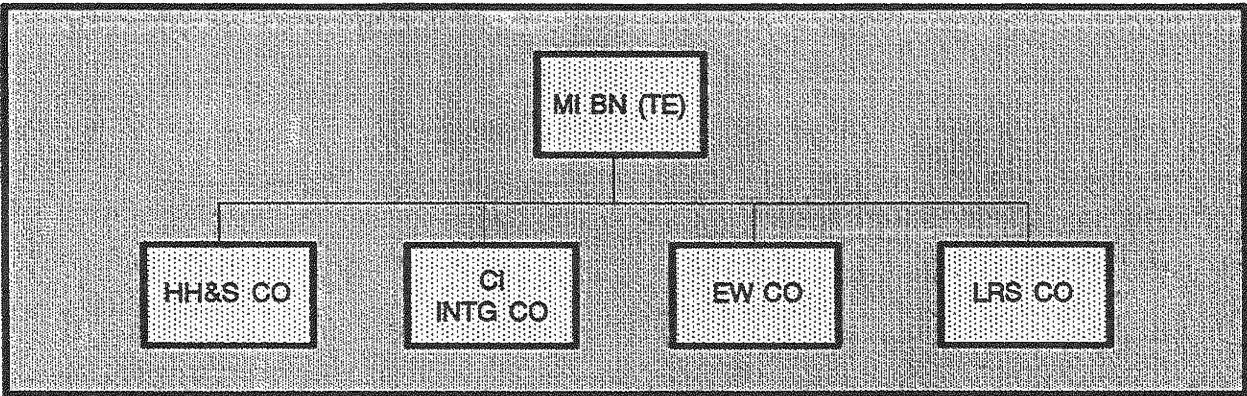 MI BN (TE)
HH&S CO
CI
INTG CO
EW CO
LRS CO